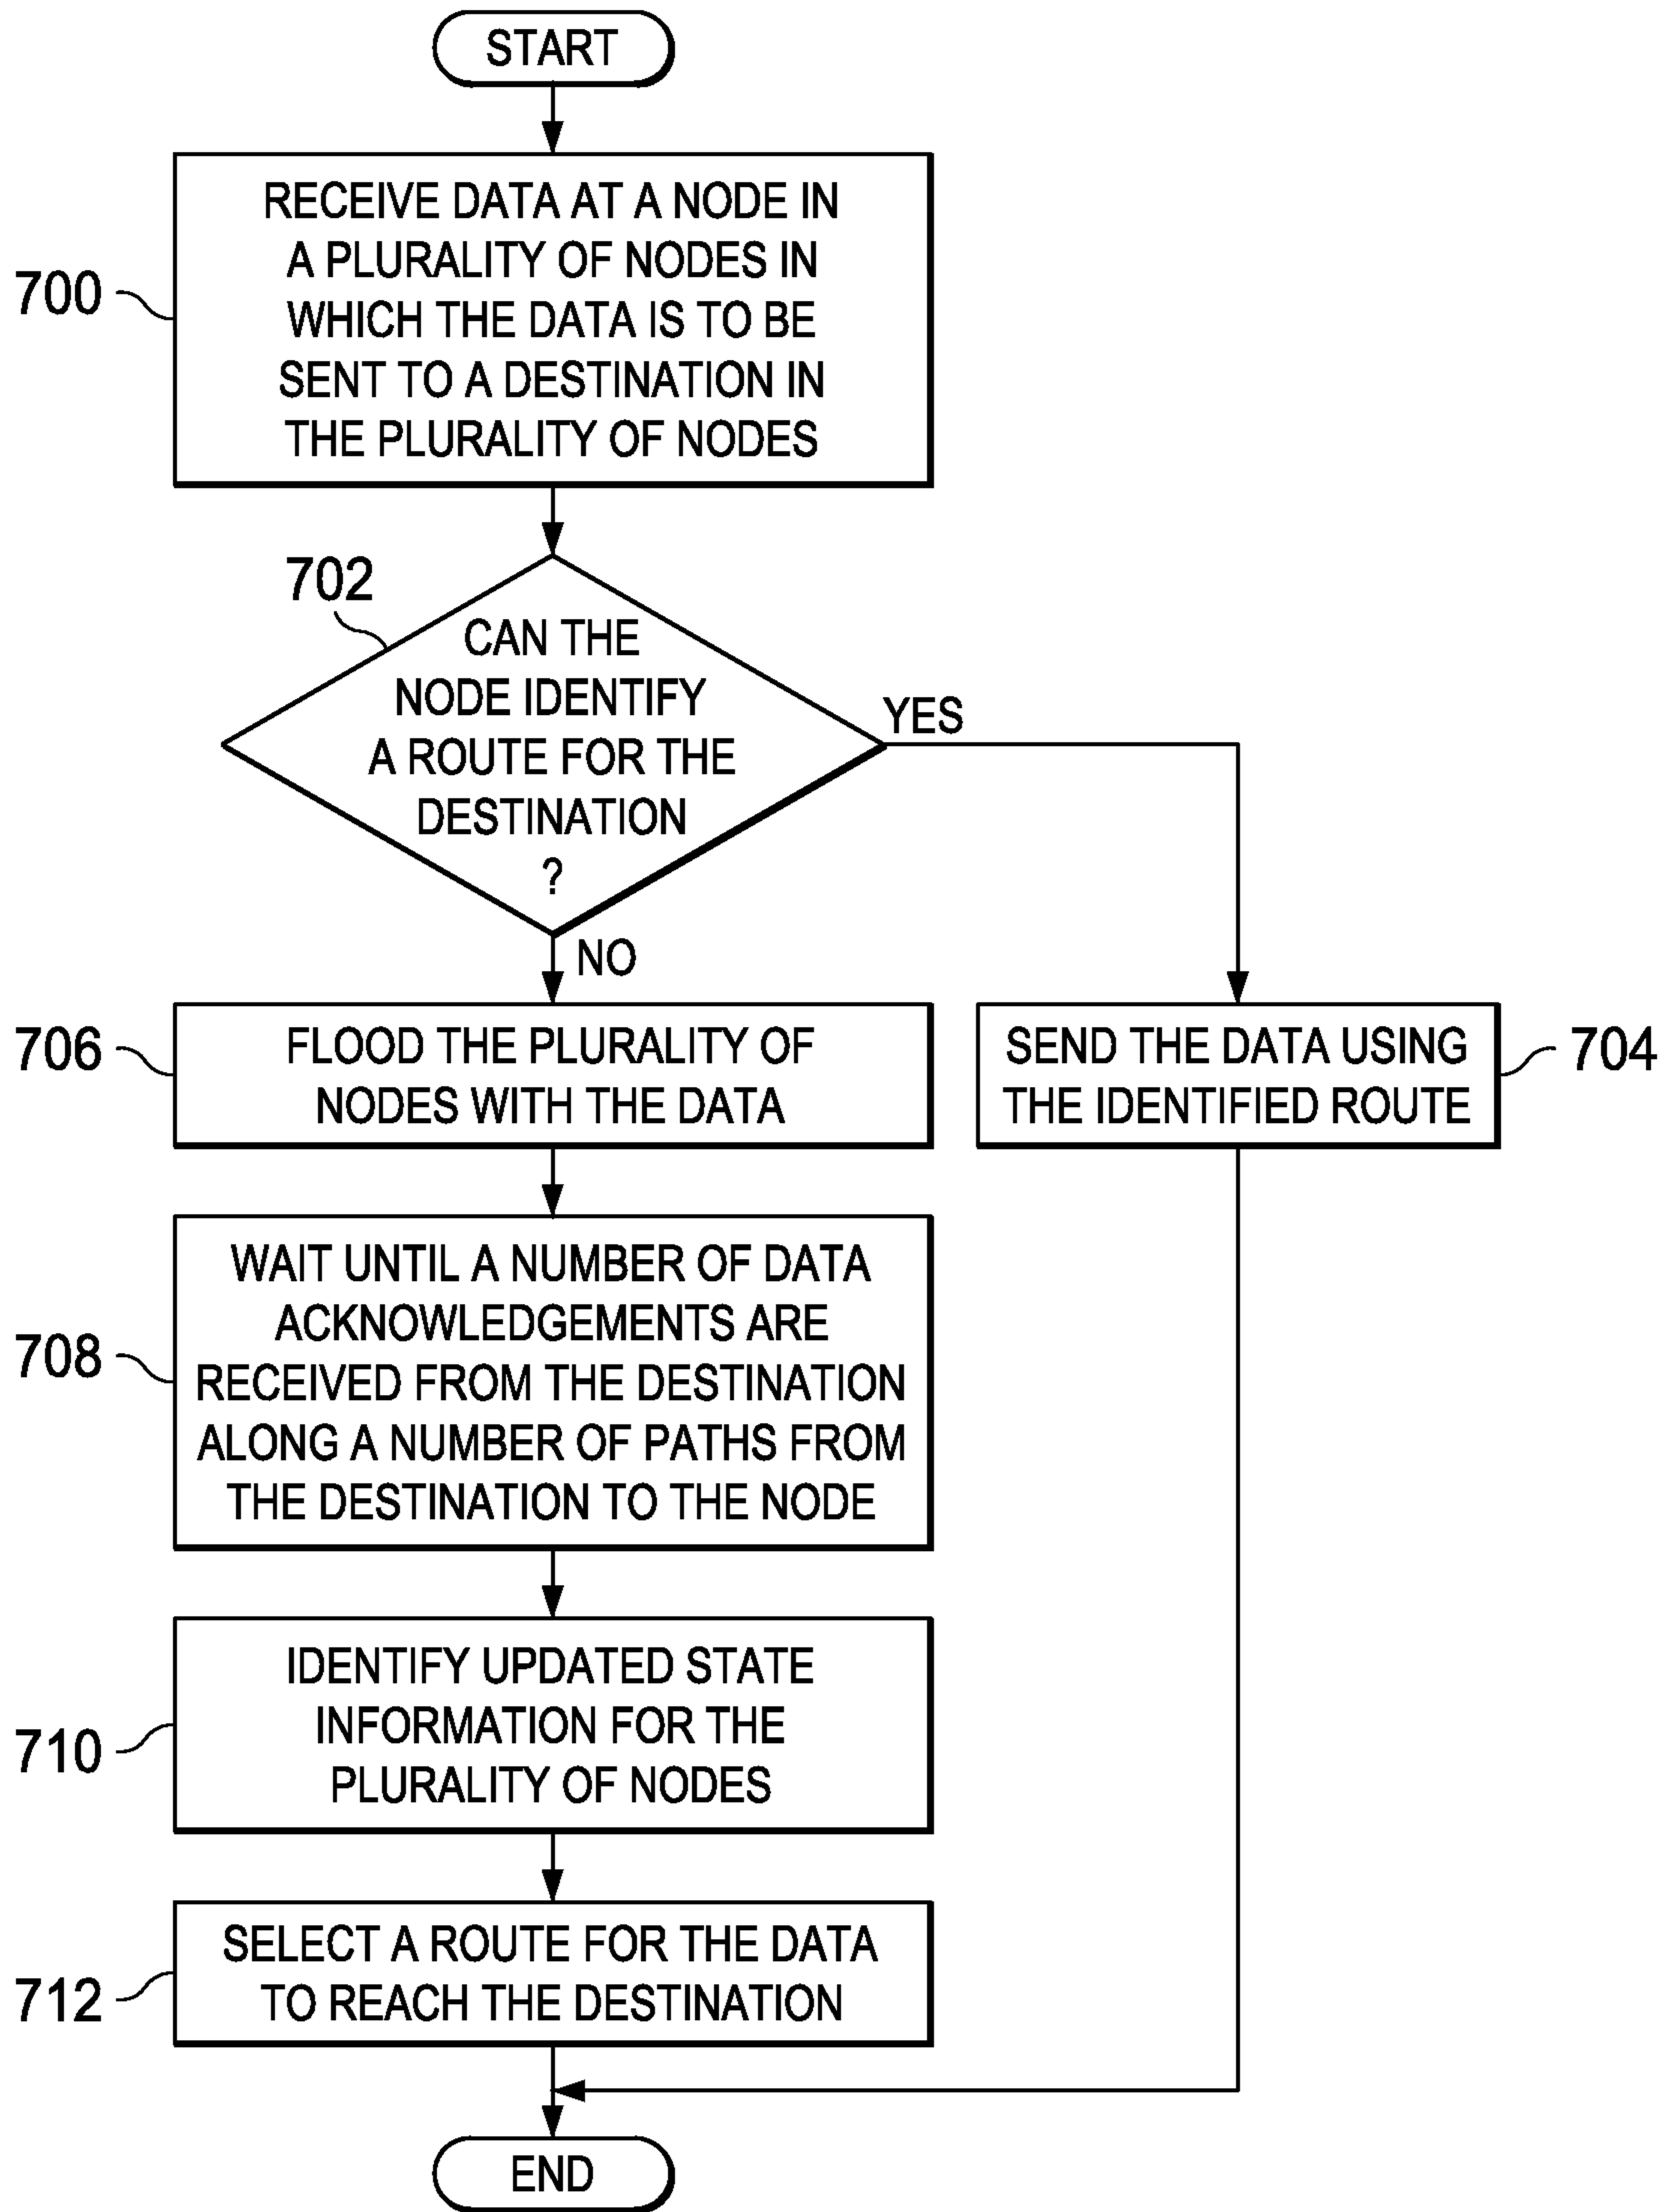 START
RECEIVE DATA AT A NODE IN
A PLURALITY OF NODES IN
WHICH THE DATA IS TO BE
SENT TO A DESTINATION IN
THE PLURALITY OF NODES
700
702
CAN THE
NODE IDENTIFY
A ROUTE FOR THE
DESTINATION
?
YES
NO
706
FLOOD THE PLURALITY OF
NODES WITH THE DATA
SEND THE DATA USING
THE IDENTIFIED ROUTE
704
708
WAIT UNTIL A NUMBER OF DATA
ACKNOWLEDGEMENTS ARE
RECEIVED FROM THE DESTINATION
ALONG A NUMBER OF PATHS FROM
THE DESTINATION TO THE NODE
710
IDENTIFY UPDATED STATE
INFORMATION FOR THE
PLURALITY OF NODES
712
SELECT A ROUTE FOR THE DATA
TO REACH THE DESTINATION
END